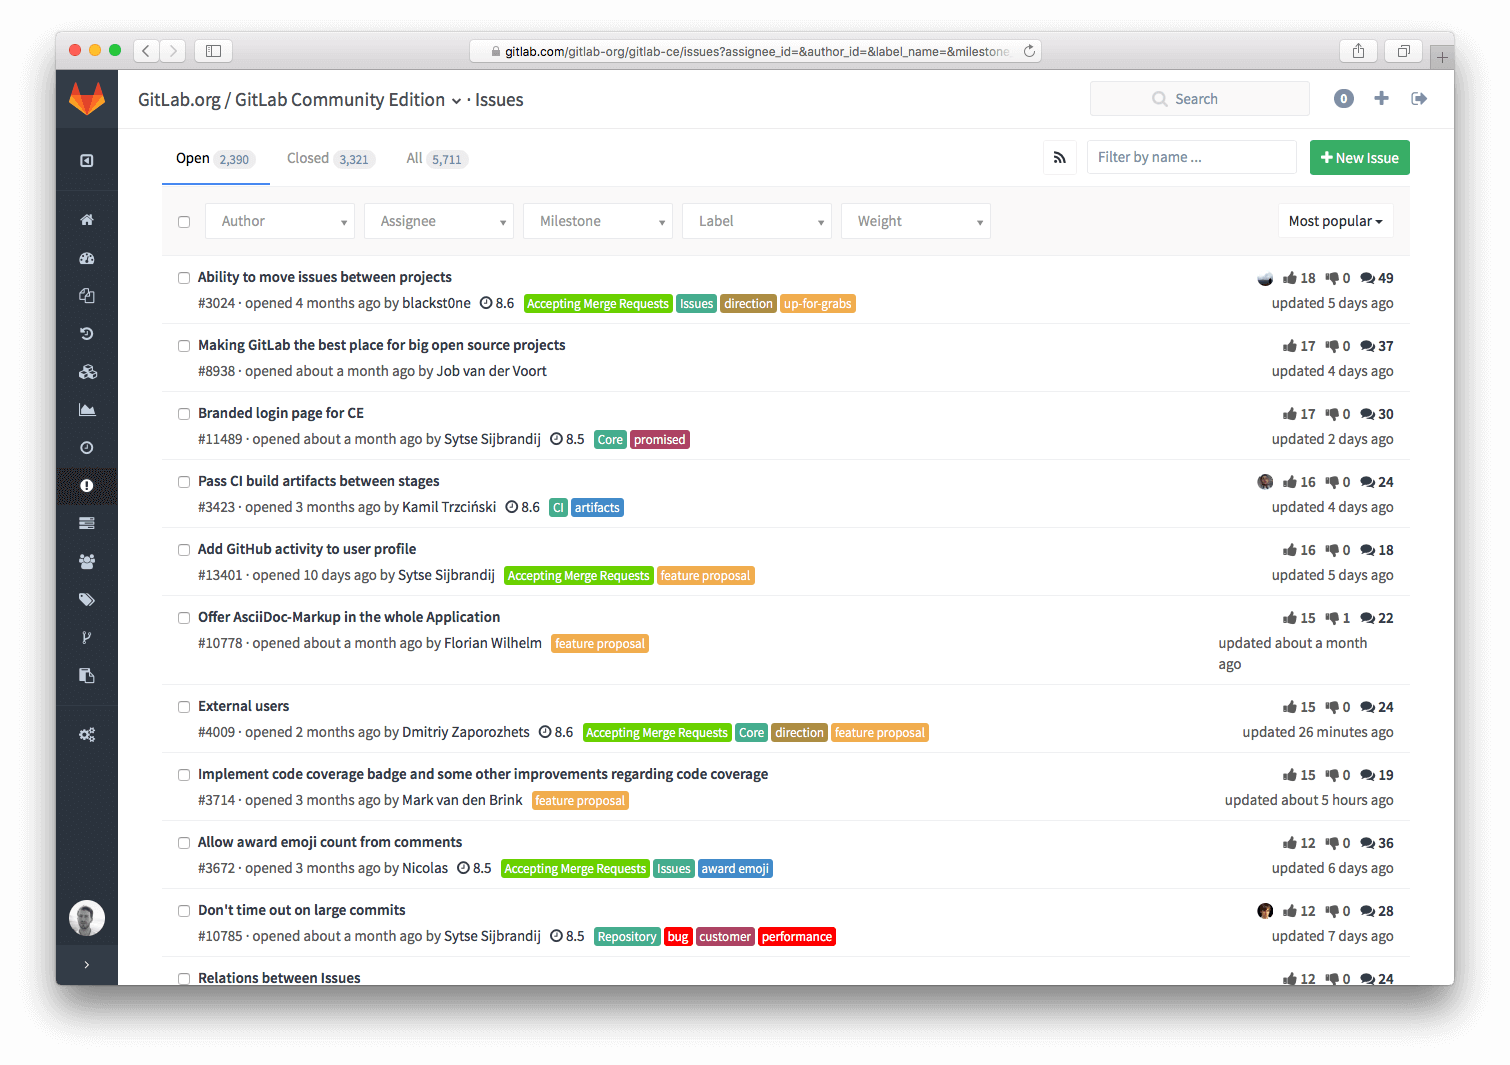 gitlab.com/gitlab-org/gitlab-ce/issues?assignee_id=&author_id=&label_name=&milestone_
GitLab.org / GitLab Community Edition · Issues
Search
0
Open 2,390 Closed 3,321 All 5,711
Filter by name ...
New Issue
Author Assignee Milestone Label Weight Most popular
Ability to move issues between projects 18 0 49
#3024 · opened 4 months ago by blackst0ne 8.6 Accepting Merge Requests Issues direction up-for-grabs updated 5 days ago
Making GitLab the best place for big open source projects 17 0 37
#8938 · opened about a month ago by Job van der Voort updated 4 days ago
Branded login page for CE 17 0 30
#11489 · opened about a month ago by Sytse Sijbrandij 8.5 Core promised updated 2 days ago
Pass CI build artifacts between stages 16 0 24
#3423 · opened 3 months ago by Kamil Trzciński 8.6 CI artifacts updated 4 days ago
Add GitHub activity to user profile 16 0 18
#13401 · opened 10 days ago by Sytse Sijbrandij Accepting Merge Requests feature proposal updated 5 days ago
Offer AsciiDoc-Markup in the whole Application 15 1 22
#10778 · opened about a month ago by Florian Wilhelm feature proposal updated about a month
ago
External users 15 0 24
#4009 · opened 2 months ago by Dmitriy Zaporozhets 8.6 Accepting Merge Requests Core direction feature proposal updated 26 minutes ago
Implement code coverage badge and some other improvements regarding code coverage 15 0 19
#3714 · opened 3 months ago by Mark van den Brink feature proposal updated about 5 hours ago
Allow award emoji count from comments 12 0 36
#3672 · opened 3 months ago by Nicolas 8.5 Accepting Merge Requests Issues award emoji updated 6 days ago
Don't time out on large commits 12 0 28
#10785 · opened about a month ago by Sytse Sijbrandij 8.5 Repository bug customer performance updated 7 days ago
Relations between Issues 12 0 24